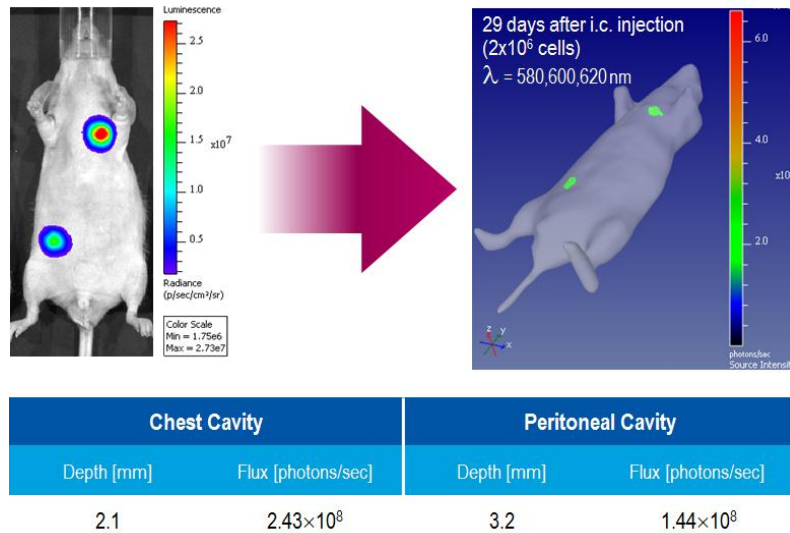 Luminescence
2.5
2.0
1.5
x10⁷
1.0
0.5
Radiance
(p/sec/cm²/sr)
Color Scale
Min = 1.75e6
Max = 2.73e7
29 days after i.c. injection
(2x10⁶ cells)
λ = 580,600,620 nm
6.0
4.0
2.0
photons/sec
z
y
x
Chest Cavity Peritoneal Cavity
Depth [mm] Flux [photons/sec] Depth [mm] Flux [photons/sec]
2.1 2.43×10⁸ 3.2 1.44×10⁸